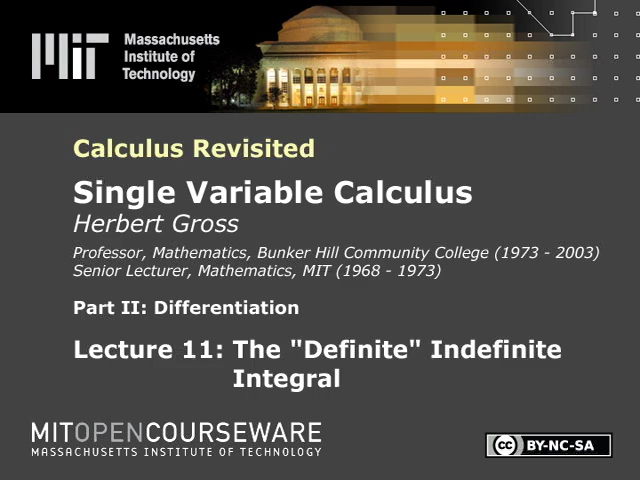 MIT
Massachusetts
Institute of
Technology
Calculus Revisited
Single Variable Calculus
Herbert Gross
Professor, Mathematics, Bunker Hill Community College (1973 - 2003)
Senior Lecturer, Mathematics, MIT (1968 - 1973)
Part II: Differentiation
Lecture 11: The "Definite" Indefinite
Integral
MITOPENCOURSEWARE
MASSACHUSETTS INSTITUTE OF TECHNOLOGY
cc BY-NC-SA